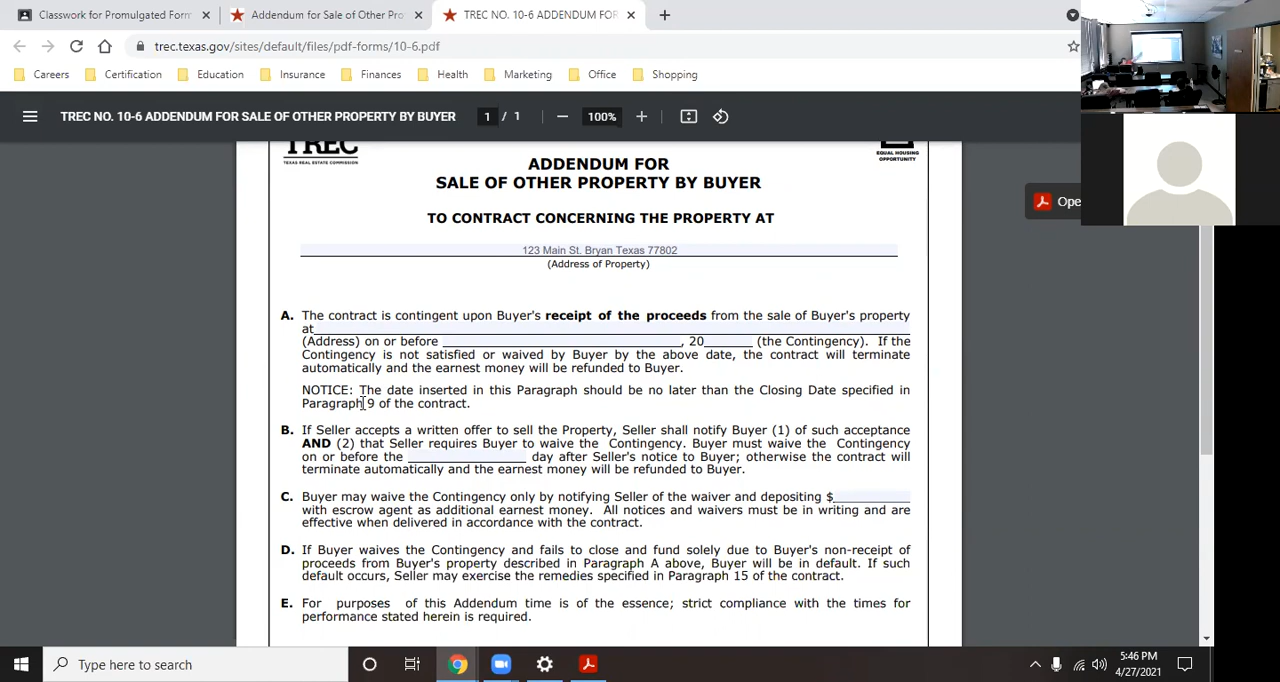 Classwork for Promulgated Form
Addendum for Sale of Other Pro
TREC NO. 10-6 ADDENDUM FOR
trec.texas.gov/sites/default/files/pdf-forms/10-6.pdf
Careers Certification Education Insurance Finances Health Marketing Office Shopping
TREC NO. 10-6 ADDENDUM FOR SALE OF OTHER PROPERTY BY BUYER 1 / 1 100%
TREC
TEXAS REAL ESTATE COMMISSION
EQUAL HOUSING
OPPORTUNITY
ADDENDUM FOR
SALE OF OTHER PROPERTY BY BUYER
TO CONTRACT CONCERNING THE PROPERTY AT
Ope
123 Main St. Bryan Texas 77802
(Address of Property)
A. The contract is contingent upon Buyer's receipt of the proceeds from the sale of Buyer's property
at
(Address) on or before , 20 (the Contingency). If the
Contingency is not satisfied or waived by Buyer by the above date, the contract will terminate
automatically and the earnest money will be refunded to Buyer.
NOTICE: The date inserted in this Paragraph should be no later than the Closing Date specified in
Paragraph 9 of the contract.
B. If Seller accepts a written offer to sell the Property, Seller shall notify Buyer (1) of such acceptance
AND (2) that Seller requires Buyer to waive the Contingency. Buyer must waive the Contingency
on or before the day after Seller's notice to Buyer; otherwise the contract will
terminate automatically and the earnest money will be refunded to Buyer.
C. Buyer may waive the Contingency only by notifying Seller of the waiver and depositing $
with escrow agent as additional earnest money. All notices and waivers must be in writing and are
effective when delivered in accordance with the contract.
D. If Buyer waives the Contingency and fails to close and fund solely due to Buyer's non-receipt of
proceeds from Buyer's property described in Paragraph A above, Buyer will be in default. If such
default occurs, Seller may exercise the remedies specified in Paragraph 15 of the contract.
E. For purposes of this Addendum time is of the essence; strict compliance with the times for
performance stated herein is required.
Type here to search
5:46 PM
4/27/2021